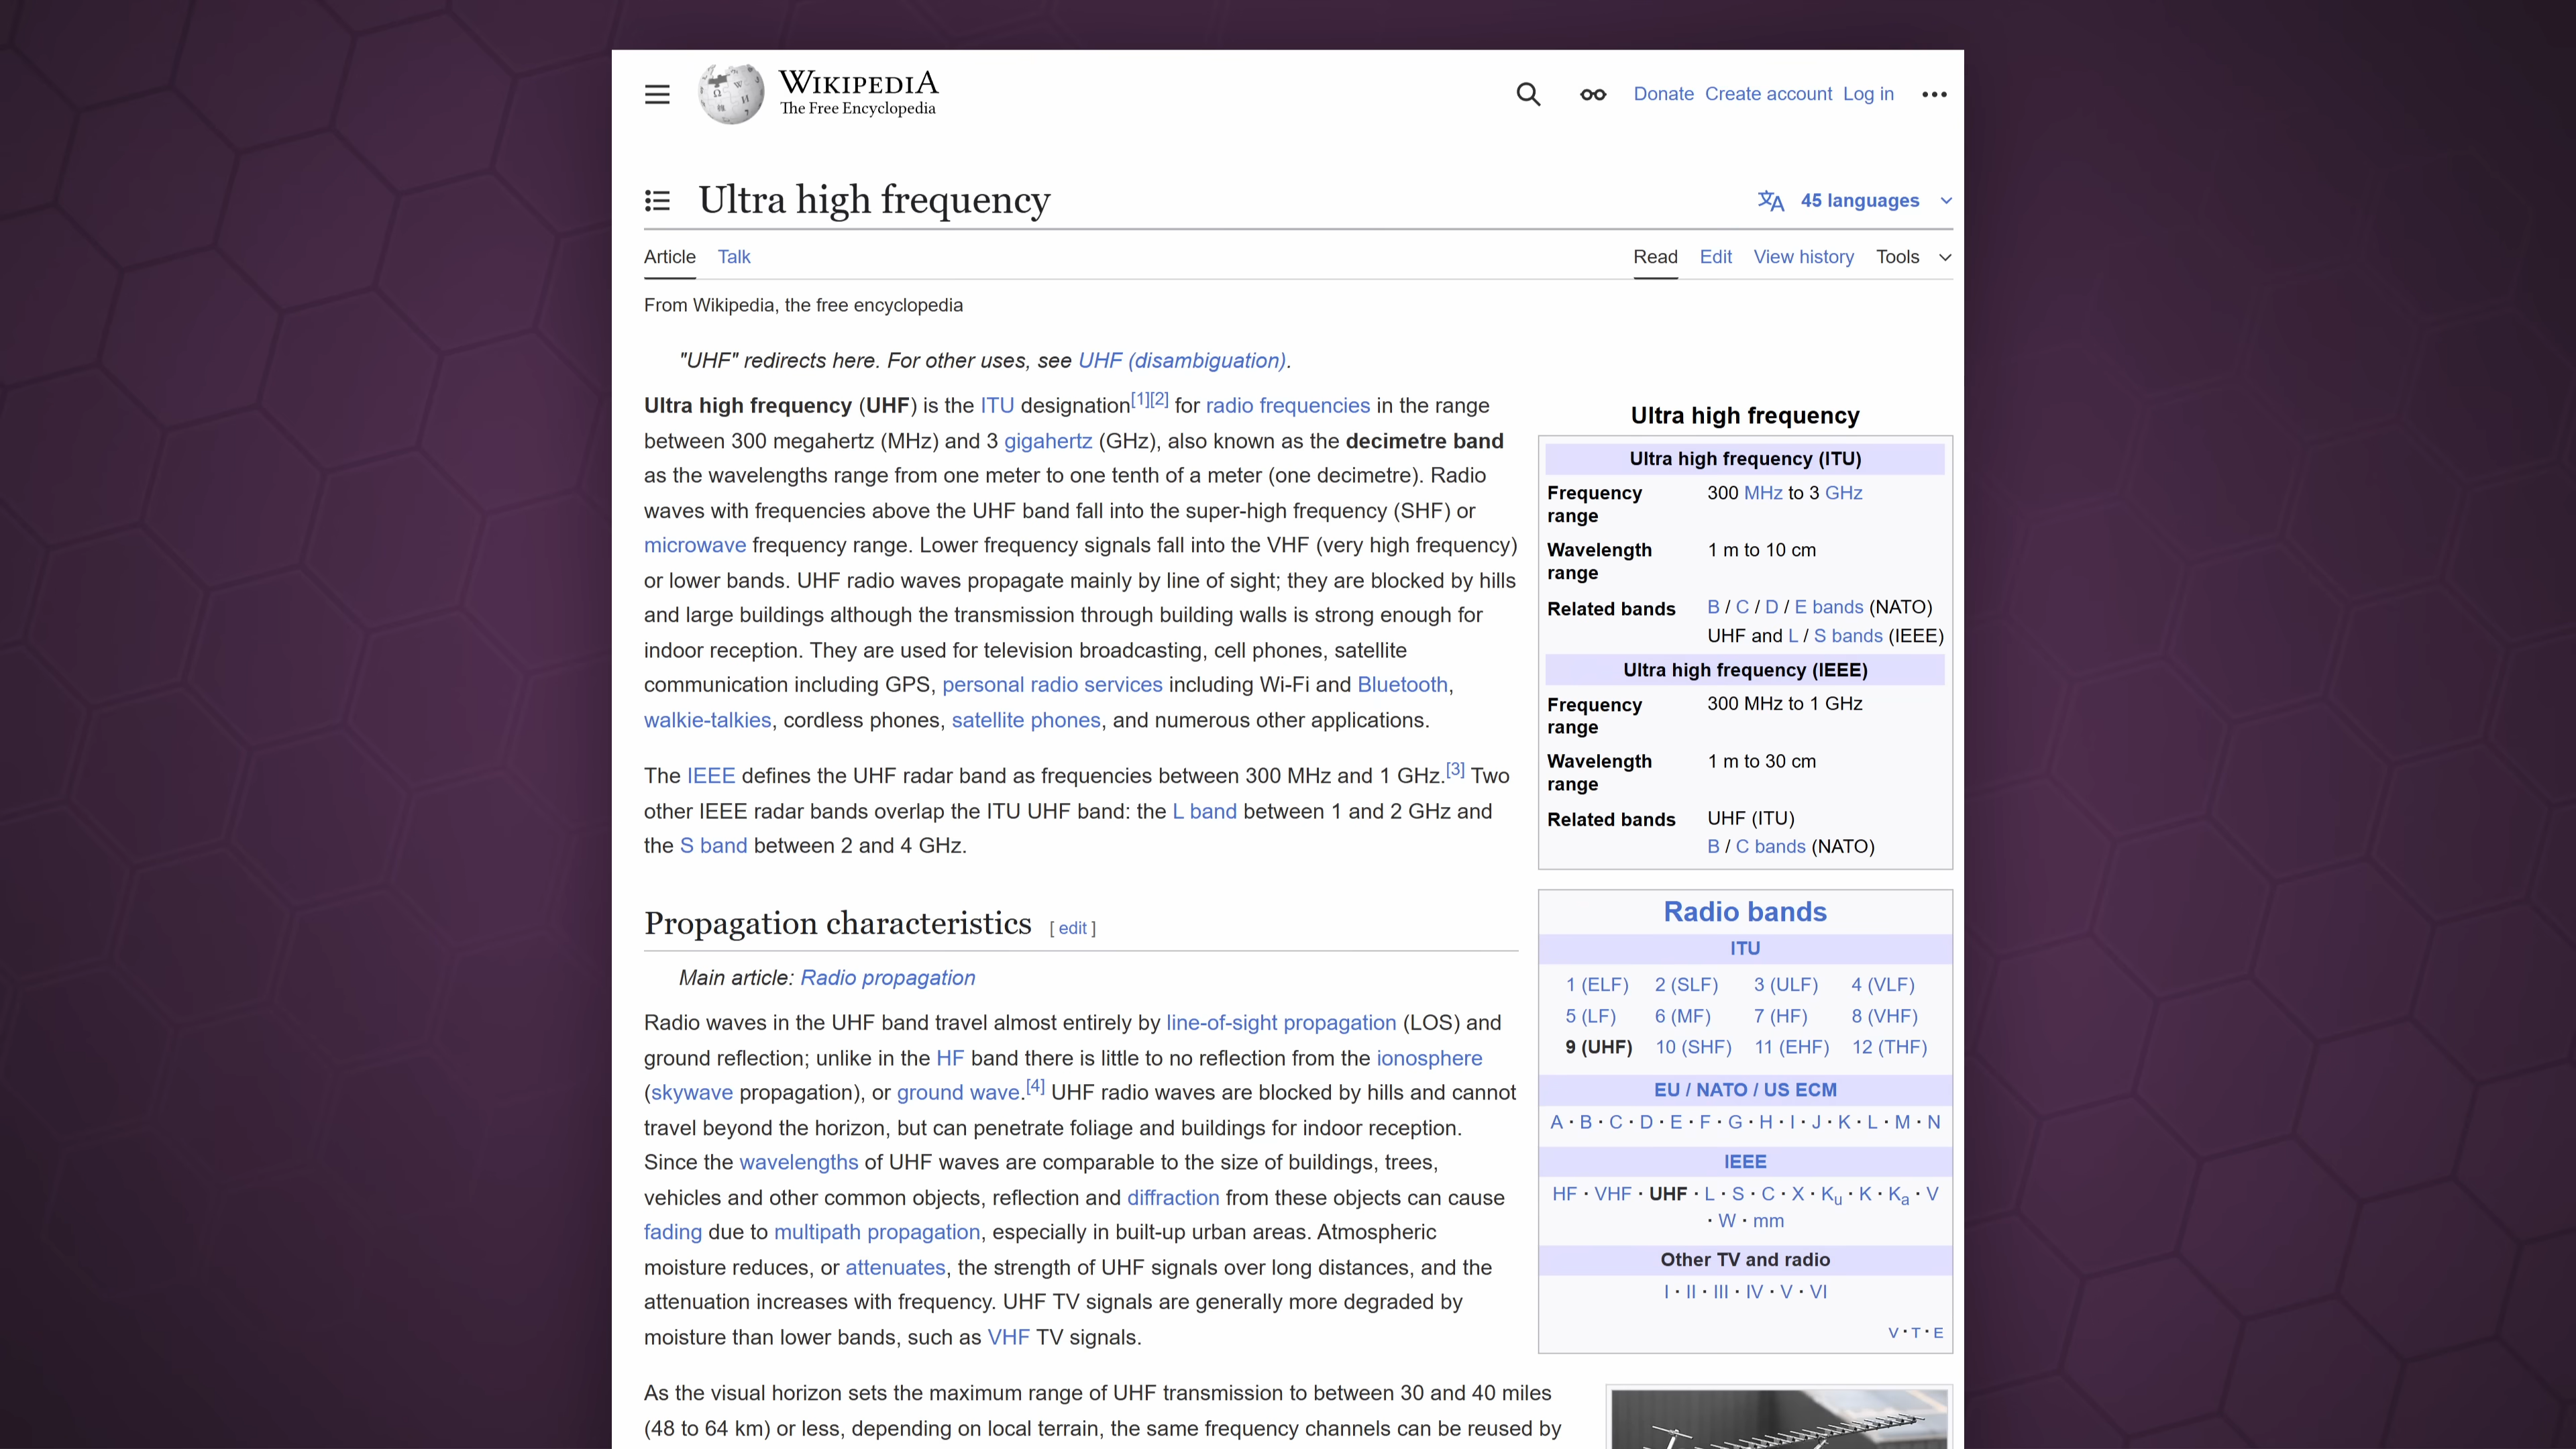 WIKIPEDIA
The Free Encyclopedia
Donate Create account Log in
Ultra high frequency
45 languages
Article Talk
Read Edit View history Tools
From Wikipedia, the free encyclopedia
"UHF" redirects here. For other uses, see UHF (disambiguation).
Ultra high frequency (UHF) is the ITU designation[1][2] for radio frequencies in the range
between 300 megahertz (MHz) and 3 gigahertz (GHz), also known as the decimetre band
as the wavelengths range from one meter to one tenth of a meter (one decimetre). Radio
waves with frequencies above the UHF band fall into the super-high frequency (SHF) or
microwave frequency range. Lower frequency signals fall into the VHF (very high frequency)
or lower bands. UHF radio waves propagate mainly by line of sight; they are blocked by hills
and large buildings although the transmission through building walls is strong enough for
indoor reception. They are used for television broadcasting, cell phones, satellite
communication including GPS, personal radio services including Wi-Fi and Bluetooth,
walkie-talkies, cordless phones, satellite phones, and numerous other applications.
The IEEE defines the UHF radar band as frequencies between 300 MHz and 1 GHz.[3] Two
other IEEE radar bands overlap the ITU UHF band: the L band between 1 and 2 GHz and
the S band between 2 and 4 GHz.
Propagation characteristics [ edit ]
Main article: Radio propagation
Radio waves in the UHF band travel almost entirely by line-of-sight propagation (LOS) and
ground reflection; unlike in the HF band there is little to no reflection from the ionosphere
(skywave propagation), or ground wave.[4] UHF radio waves are blocked by hills and cannot
travel beyond the horizon, but can penetrate foliage and buildings for indoor reception.
Since the wavelengths of UHF waves are comparable to the size of buildings, trees,
vehicles and other common objects, reflection and diffraction from these objects can cause
fading due to multipath propagation, especially in built-up urban areas. Atmospheric
moisture reduces, or attenuates, the strength of UHF signals over long distances, and the
attenuation increases with frequency. UHF TV signals are generally more degraded by
moisture than lower bands, such as VHF TV signals.
As the visual horizon sets the maximum range of UHF transmission to between 30 and 40 miles
(48 to 64 km) or less, depending on local terrain, the same frequency channels can be reused by
Ultra high frequency
Ultra high frequency (ITU)
Frequency 300 MHz to 3 GHz
range
Wavelength 1 m to 10 cm
range
Related bands B / C / D / E bands (NATO)
UHF and L / S bands (IEEE)
Ultra high frequency (IEEE)
Frequency 300 MHz to 1 GHz
range
Wavelength 1 m to 30 cm
range
Related bands UHF (ITU)
B / C bands (NATO)
Radio bands
ITU
1 (ELF) 2 (SLF) 3 (ULF) 4 (VLF)
5 (LF) 6 (MF) 7 (HF) 8 (VHF)
9 (UHF) 10 (SHF) 11 (EHF) 12 (THF)
EU / NATO / US ECM
A · B · C · D · E · F · G · H · I · J · K · L · M · N
IEEE
HF · VHF · UHF · L · S · C · X · Ku · K · Ka · V
· W · mm
Other TV and radio
I · II · III · IV · V · VI
V · T · E